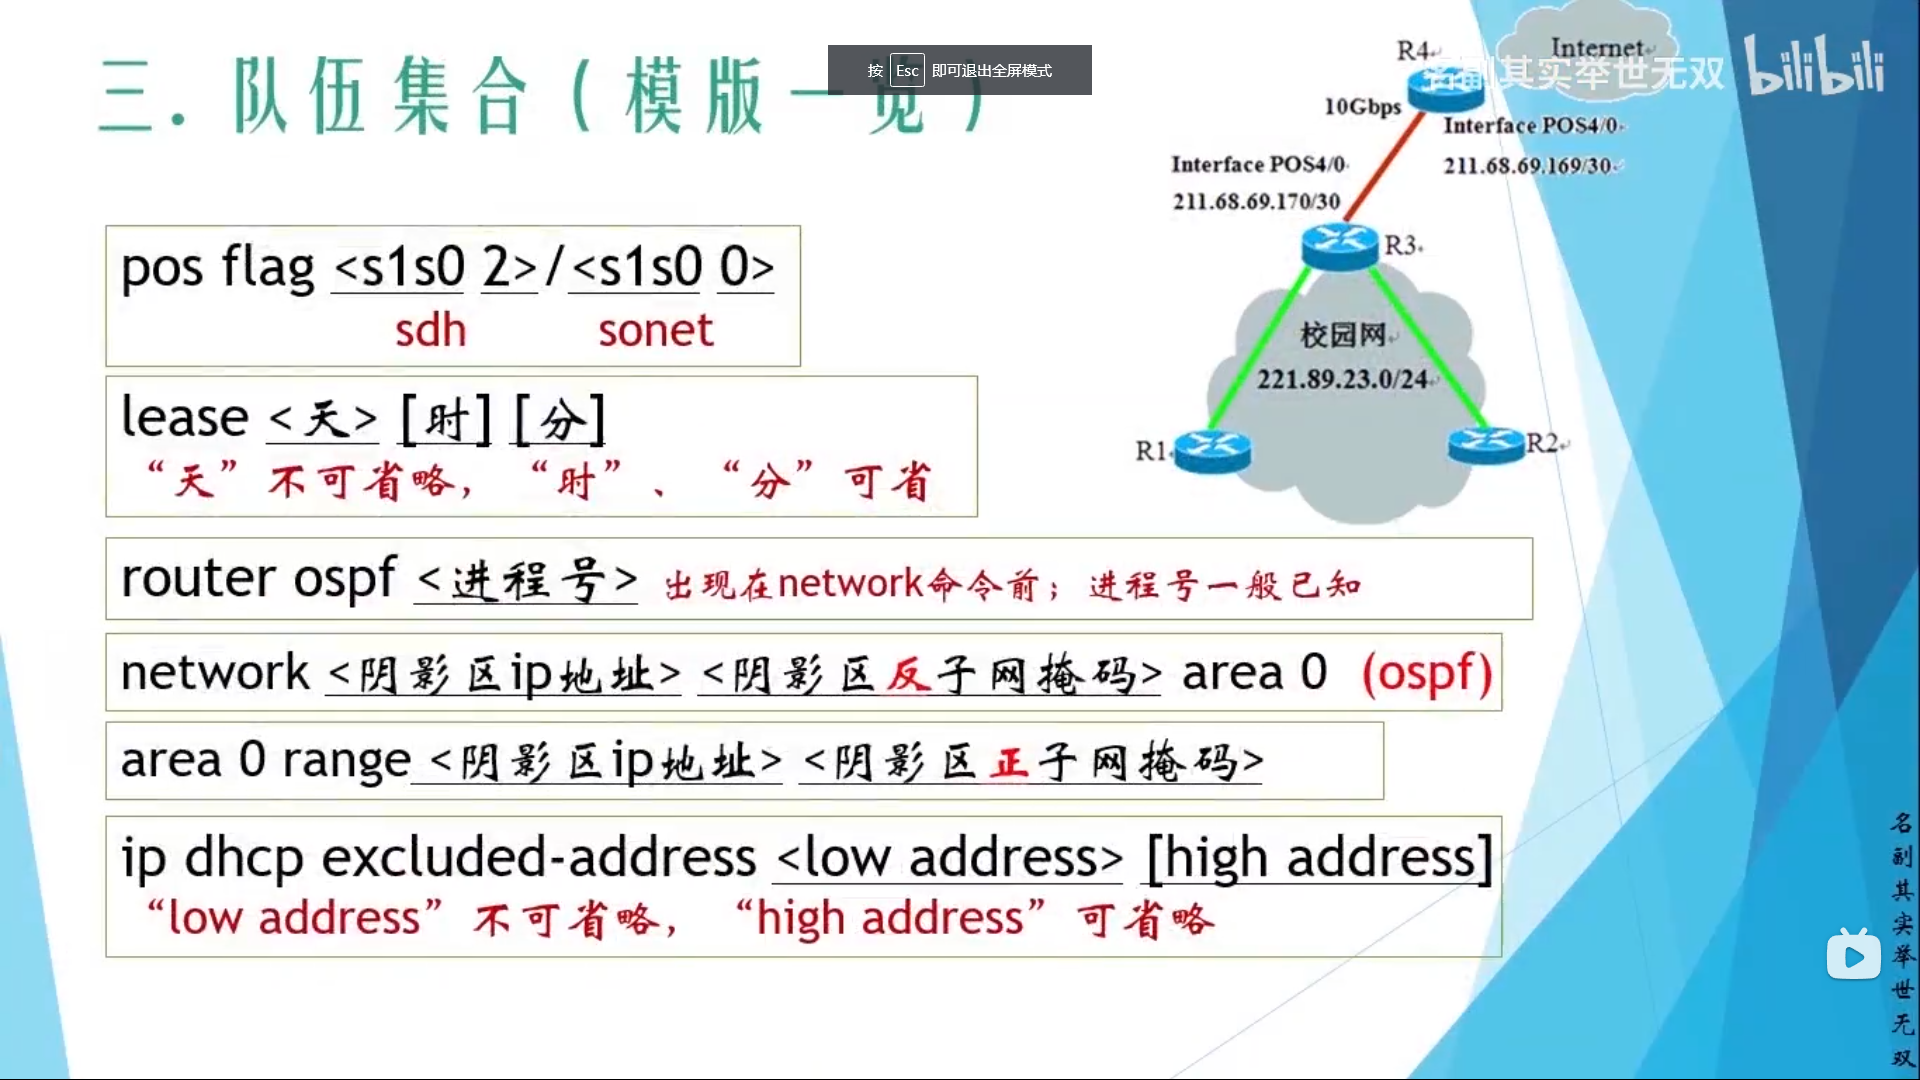 三. 队伍集合（模版一览）
按 Esc 即可退出全屏模式
名副其实举世无双 bilibili
Internet
R4
10Gbps
Interface POS4/0
211.68.69.169/30
Interface POS4/0
211.68.69.170/30
R3
校园网
221.89.23.0/24
R1
R2
pos flag <s1s0 2>/<s1s0 0>
sdh sonet
lease <天> [时] [分]
“天”不可省略，“时”、“分”可省
router ospf <进程号> 出现在network命令前；进程号一般已知
network <阴影区ip地址> <阴影区反子网掩码> area 0 (ospf)
area 0 range <阴影区ip地址> <阴影区正子网掩码>
ip dhcp excluded-address <low address> [high address]
“low address”不可省略，“high address”可省略
名副其实举世无双